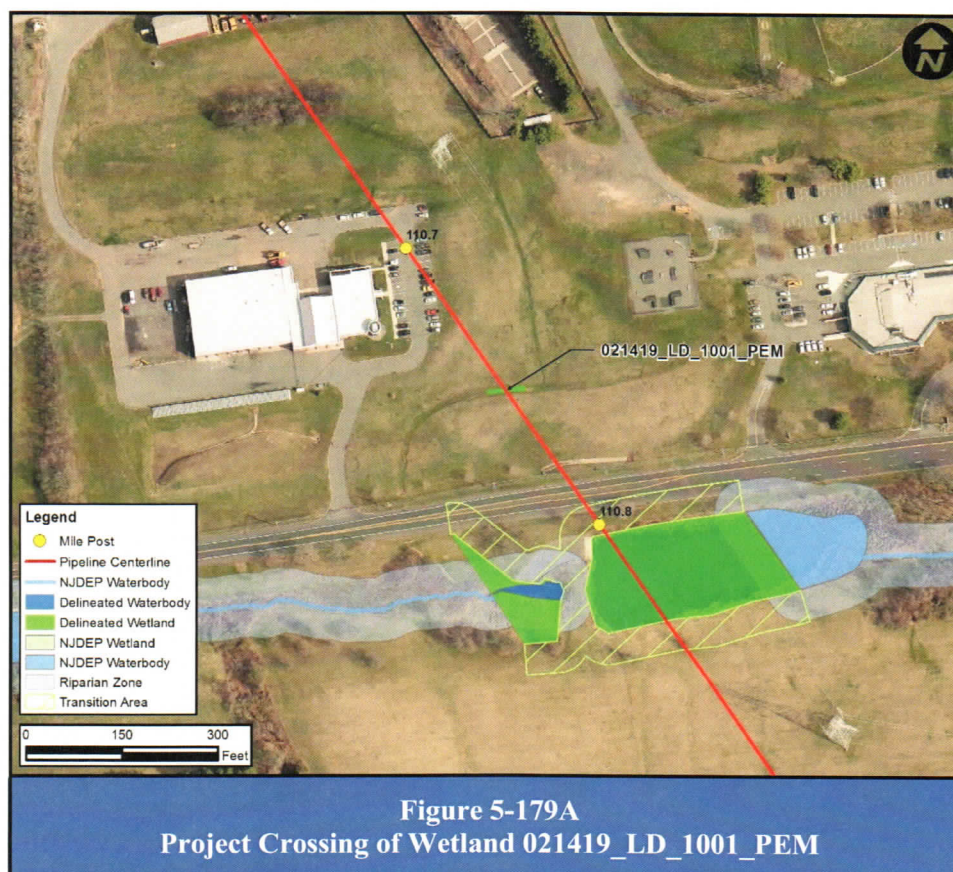 N
110.7
021419_LD_1001_PEM
110.8
Legend
Mile Post
Pipeline Centerline
NJDEP Waterbody
Delineated Waterbody
Delineated Wetland
NJDEP Wetland
NJDEP Waterbody
Riparian Zone
Transition Area
0 150 300
Feet
Figure 5-179A
Project Crossing of Wetland 021419_LD_1001_PEM